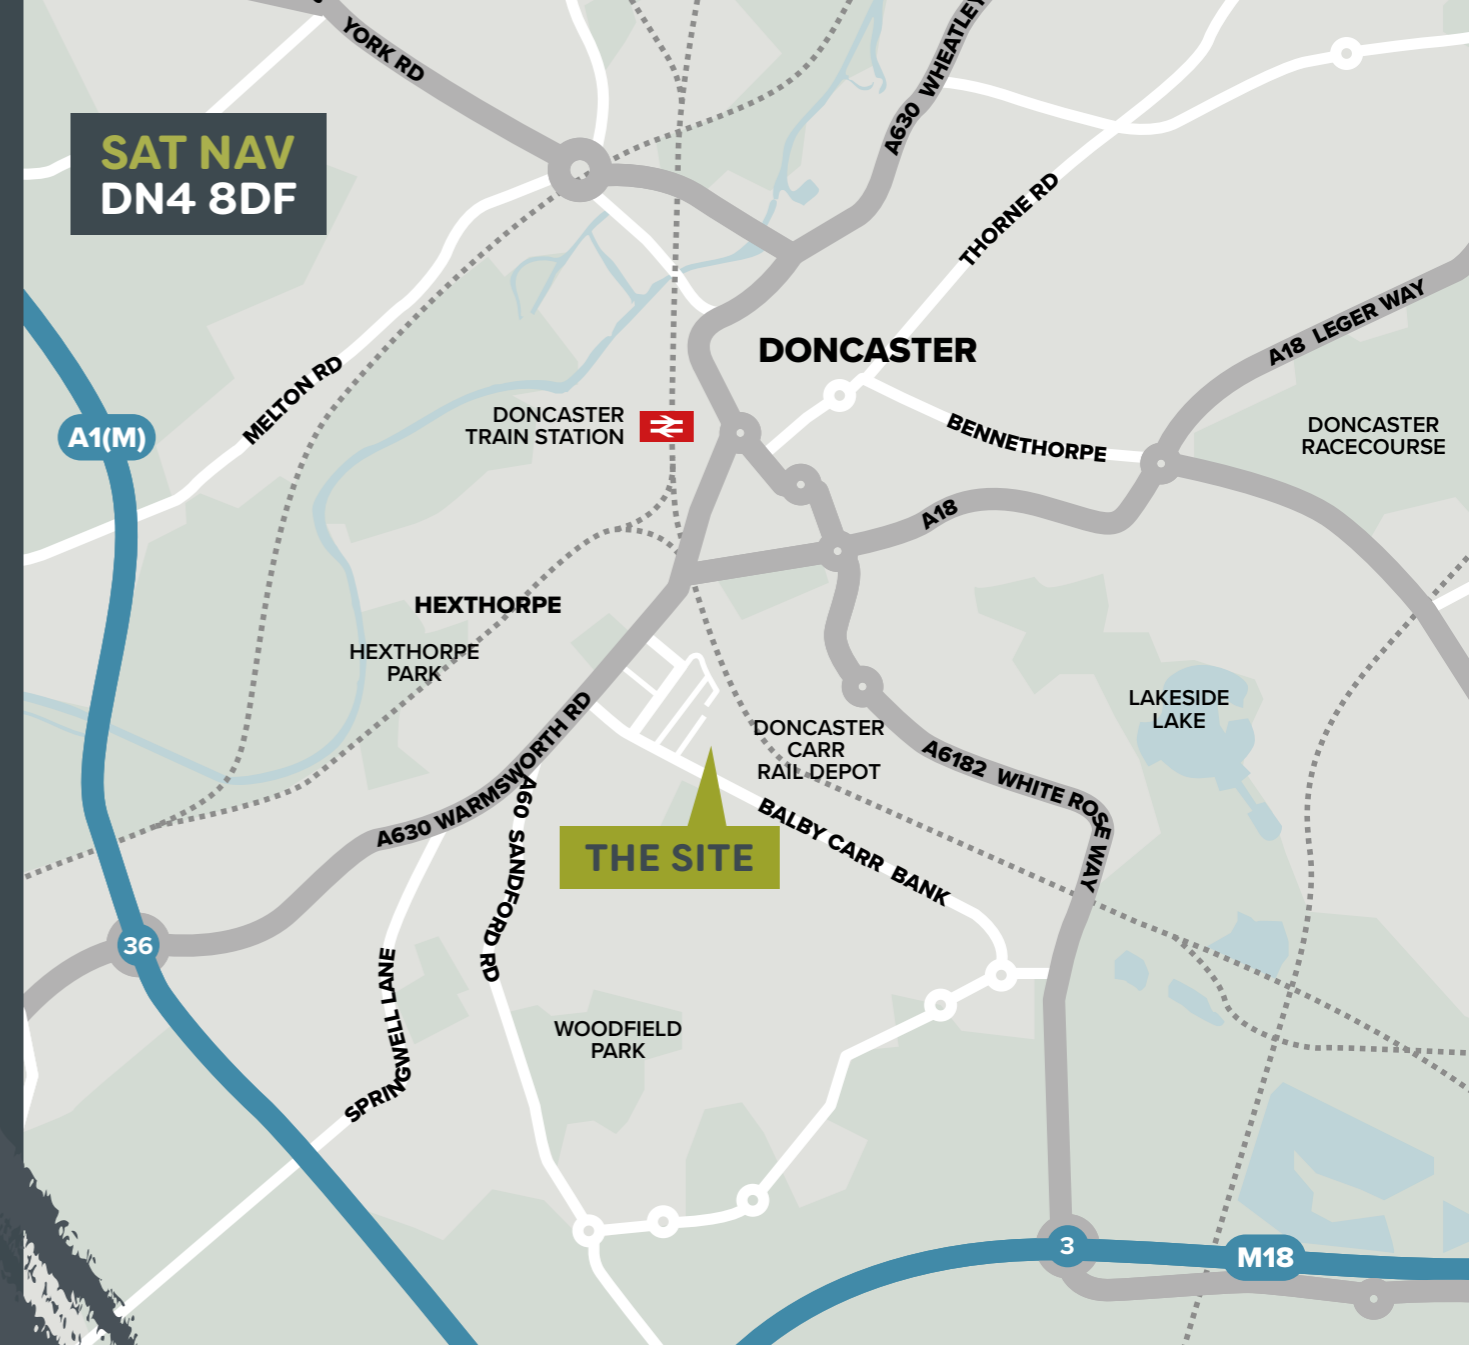 YORK RD
A630 WHEATLEY
SAT NAV
DN4 8DF
THORNE RD
A18 LEGER WAY
DONCASTER
MELTON RD
A1(M)
DONCASTER
TRAIN STATION
BENNETHORPE
DONCASTER
RACECOURSE
A18
HEXTHORPE
HEXTHORPE
PARK
LAKESIDE
LAKE
DONCASTER
CARR
RAIL DEPOT
A6182 WHITE ROSE WAY
A630 WARMSWORTH RD
A60 SANDFORD RD
BALBY CARR BANK
THE SITE
36
SPRINGWELL LANE
WOODFIELD
PARK
3
M18